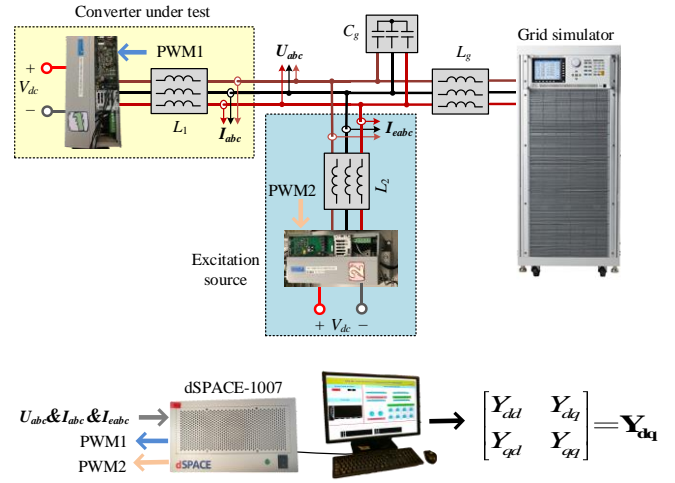 Converter under test
PWM1
+
V_dc
−
L_1
I_abc
U_abc
C_g
L_g
Grid simulator
I_eabc
L_2
PWM2
Excitation source
+ V_dc −
dSPACE-1007
U_abc&I_abc&I_eabc
PWM1
PWM2
dSPACE
[Y_dd Y_dq
Y_qd Y_qq] = Y_dq